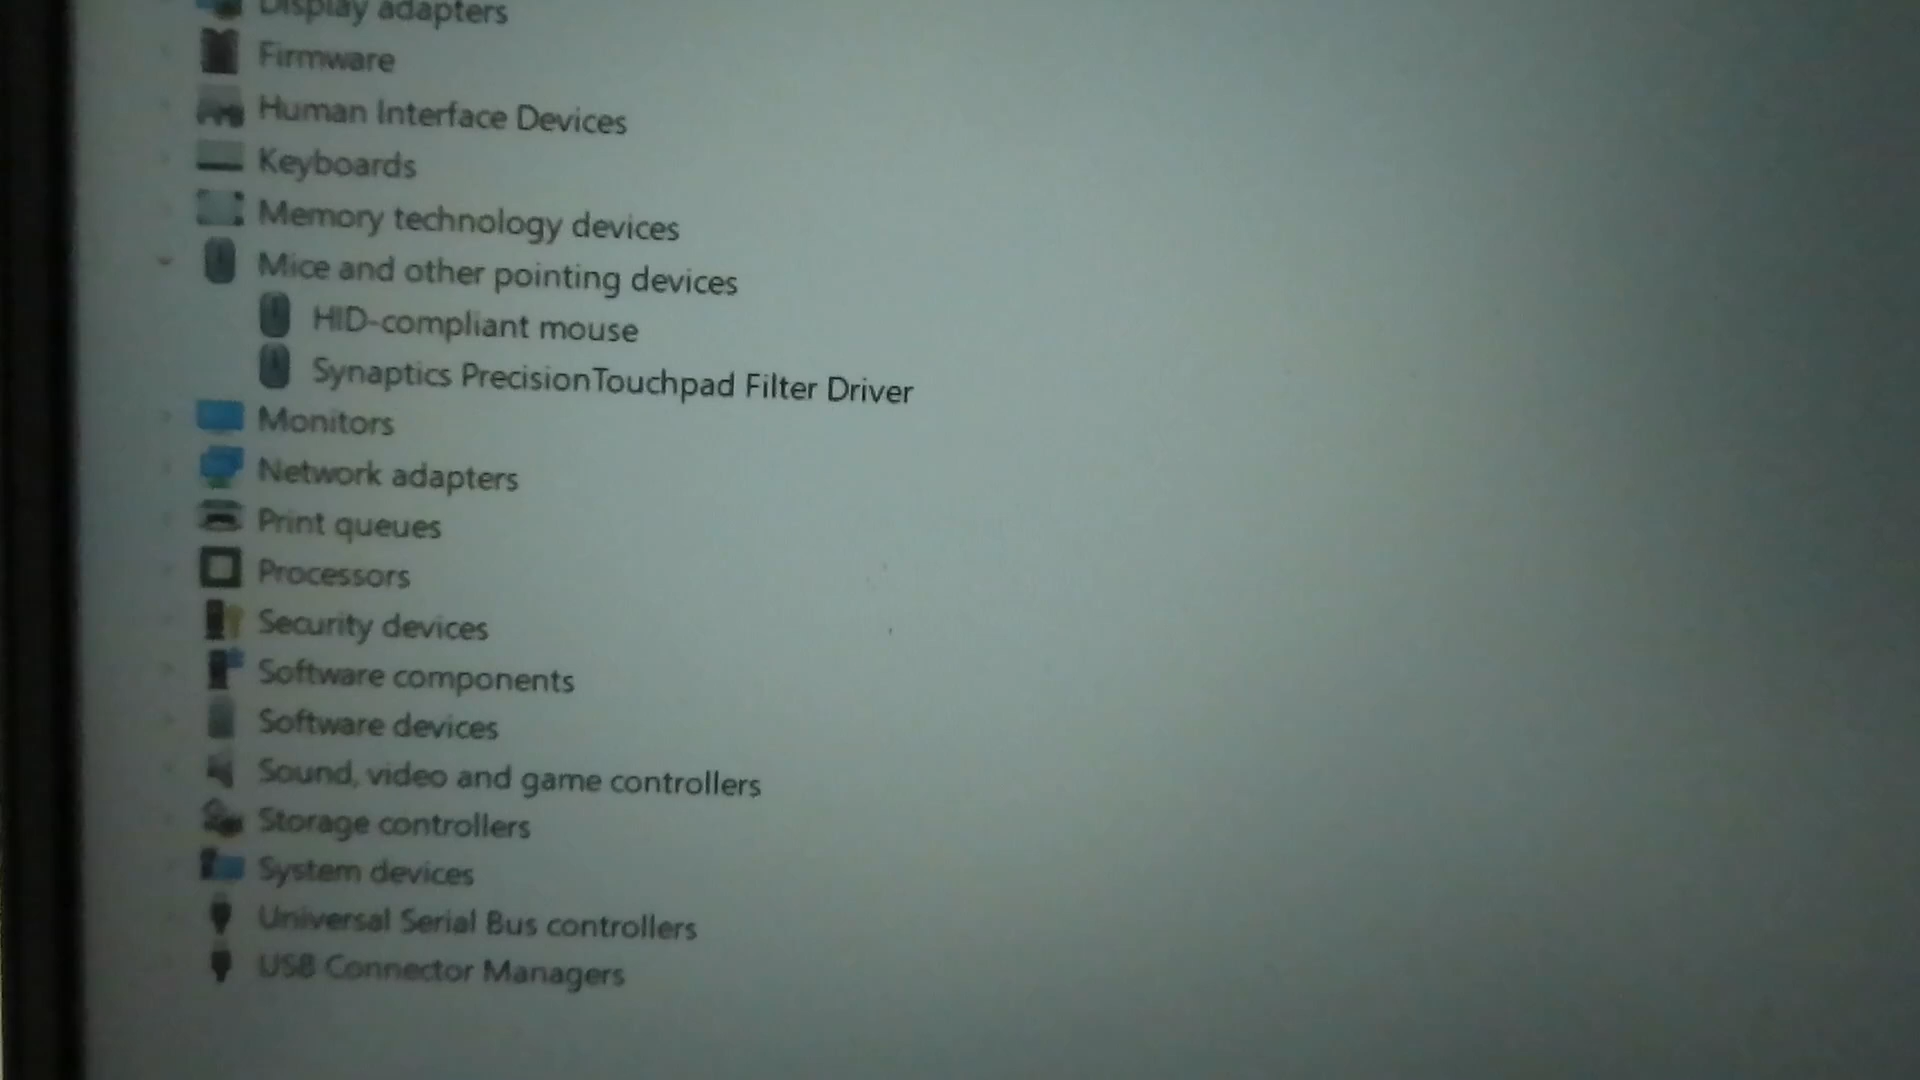 Display adapters
Firmware
Human Interface Devices
Keyboards
Memory technology devices
Mice and other pointing devices
HID-compliant mouse
Synaptics PrecisionTouchpad Filter Driver
Monitors
Network adapters
Print queues
Processors
Security devices
Software components
Software devices
Sound, video and game controllers
Storage controllers
System devices
Universal Serial Bus controllers
USB Connector Managers